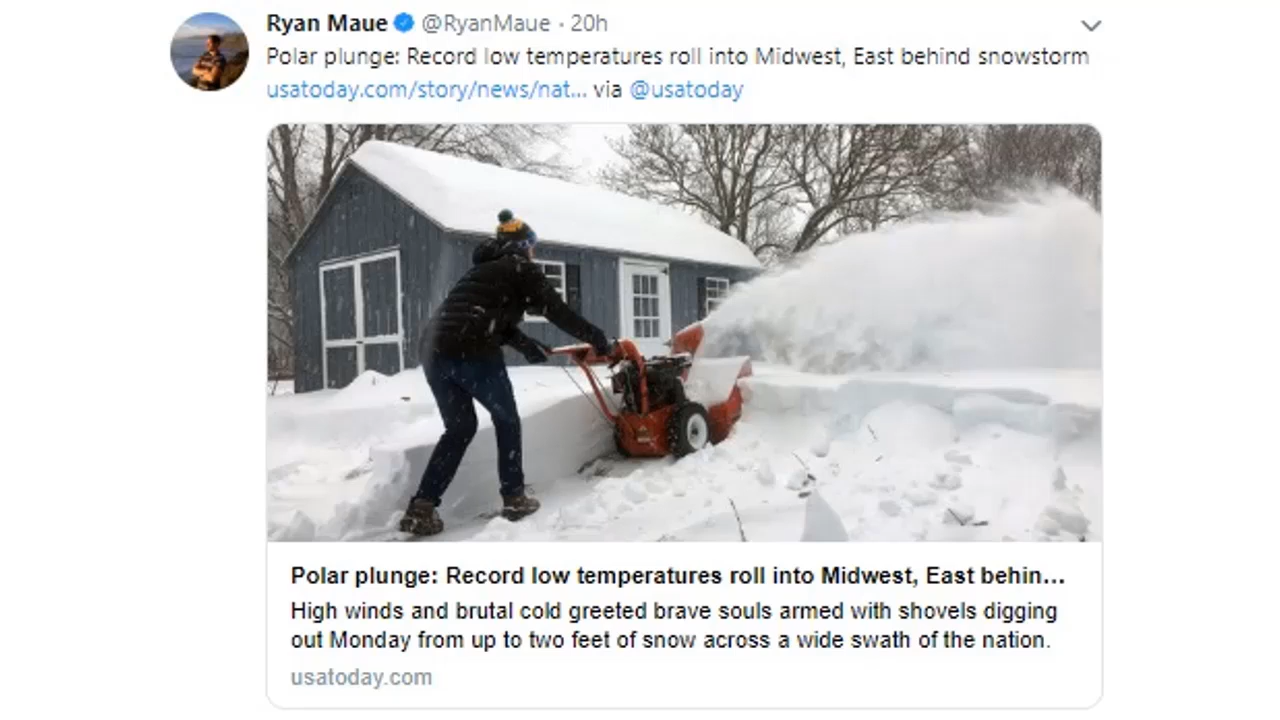 Ryan Maue @RyanMaue · 20h
Polar plunge: Record low temperatures roll into Midwest, East behind snowstorm
usatoday.com/story/news/nat... via @usatoday
Polar plunge: Record low temperatures roll into Midwest, East behin...
High winds and brutal cold greeted brave souls armed with shovels digging
out Monday from up to two feet of snow across a wide swath of the nation.
usatoday.com